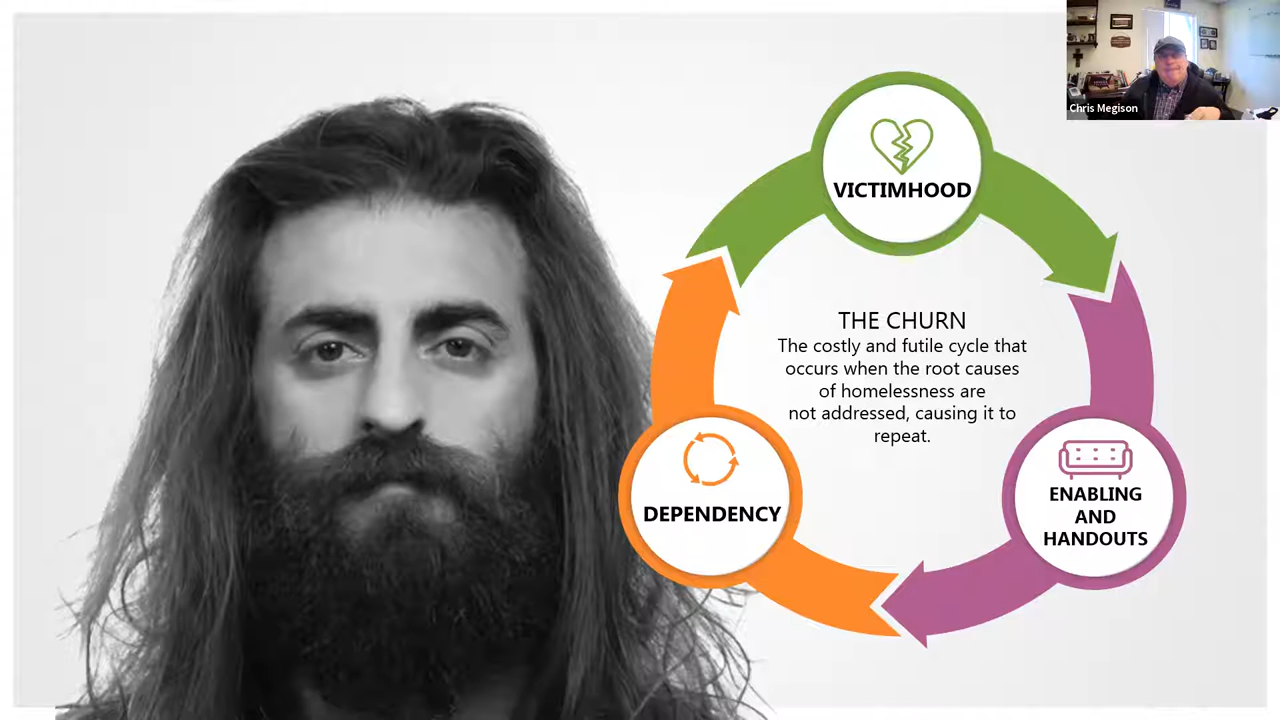 Chris Megison
VICTIMHOOD
THE CHURN
The costly and futile cycle that
occurs when the root causes
of homelessness are
not addressed, causing it to
repeat.
DEPENDENCY
ENABLING
AND
HANDOUTS